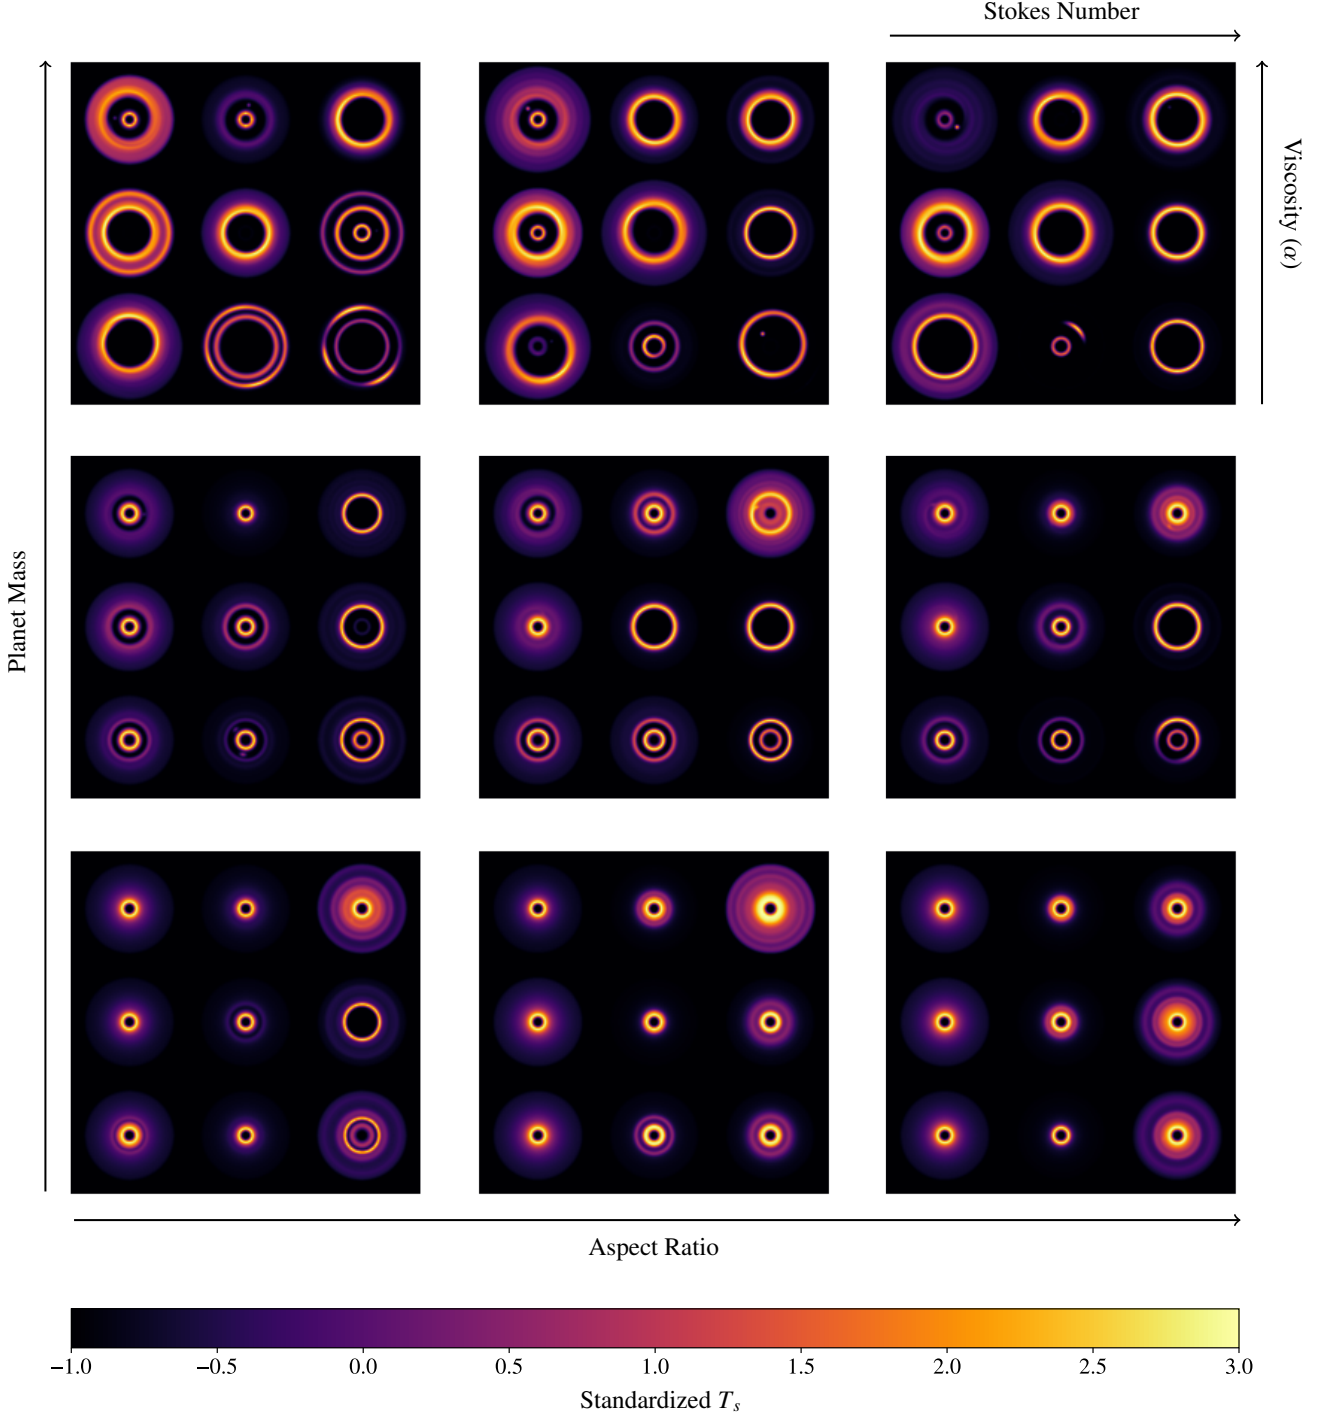 Stokes Number
Viscosity (α)
Planet Mass
Aspect Ratio
−1.0 −0.5 0.0 0.5 1.0 1.5 2.0 2.5 3.0
Standardized Tₛ